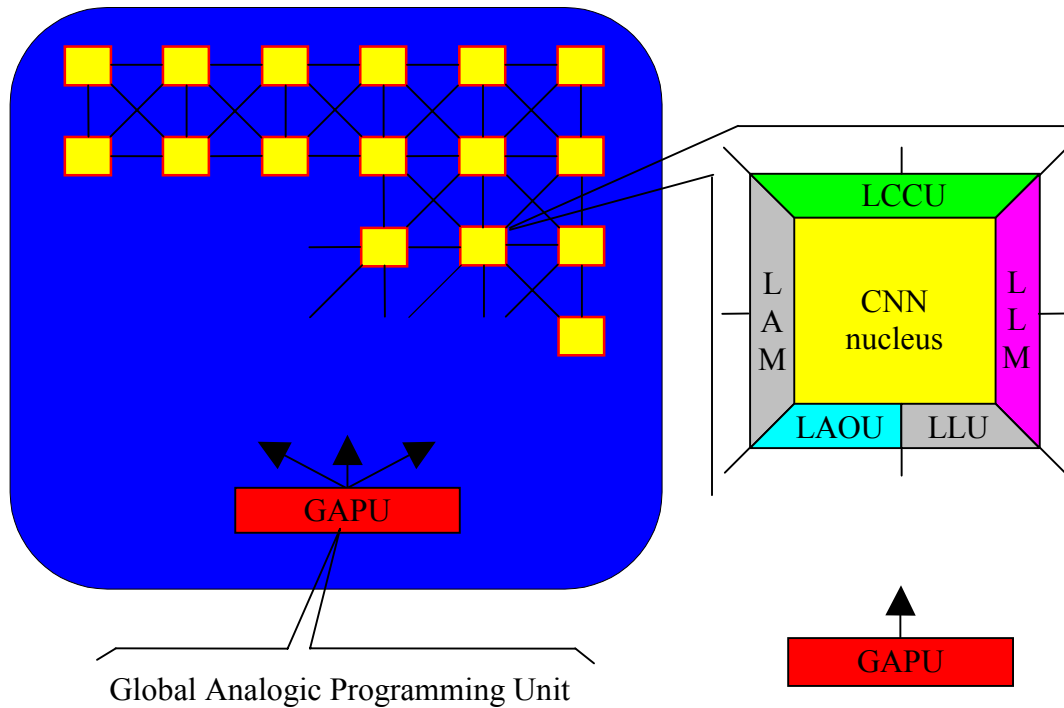 LCCU
L
A
M
CNN
nucleus
L
L
M
LAOU
LLU
GAPU
GAPU
Global Analogic Programming Unit